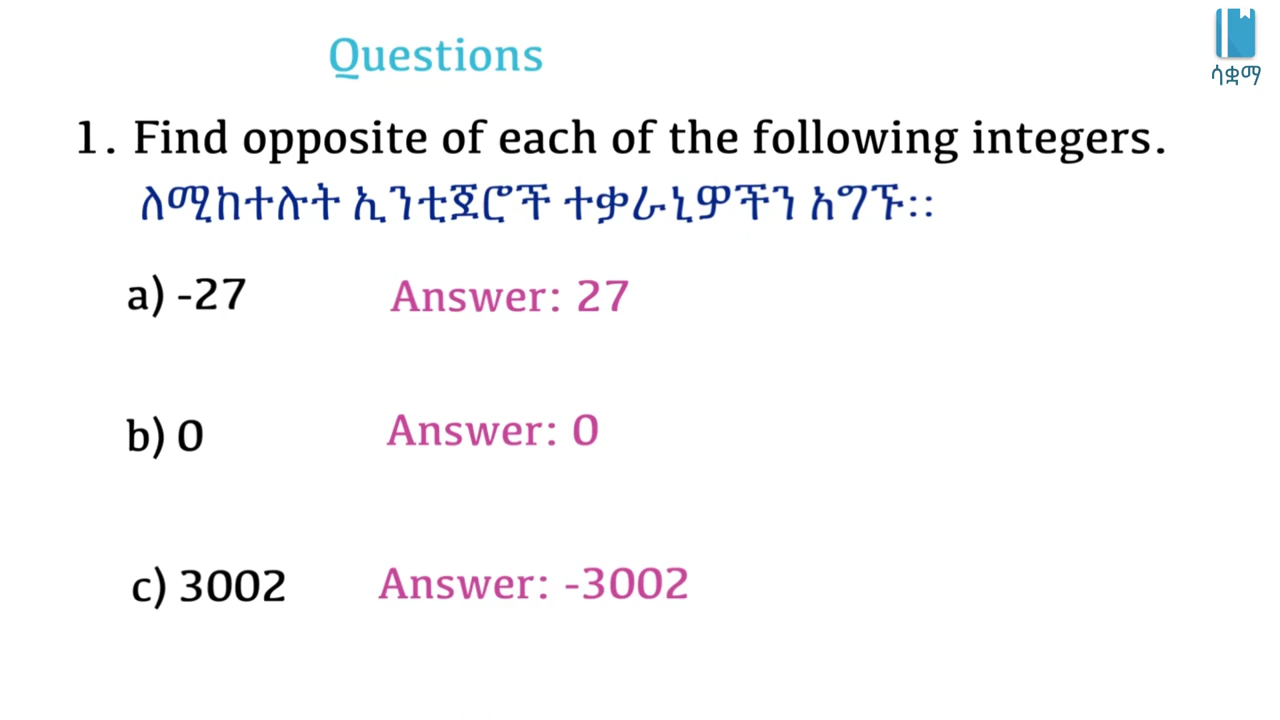 Questions
ሳቋማ
1. Find opposite of each of the following integers.
ለሚከተሉት ኢንቲጀሮች ተቃራኒዎችን አግኙ፡፡
a) -27 Answer: 27
b) 0 Answer: 0
c) 3002 Answer: -3002